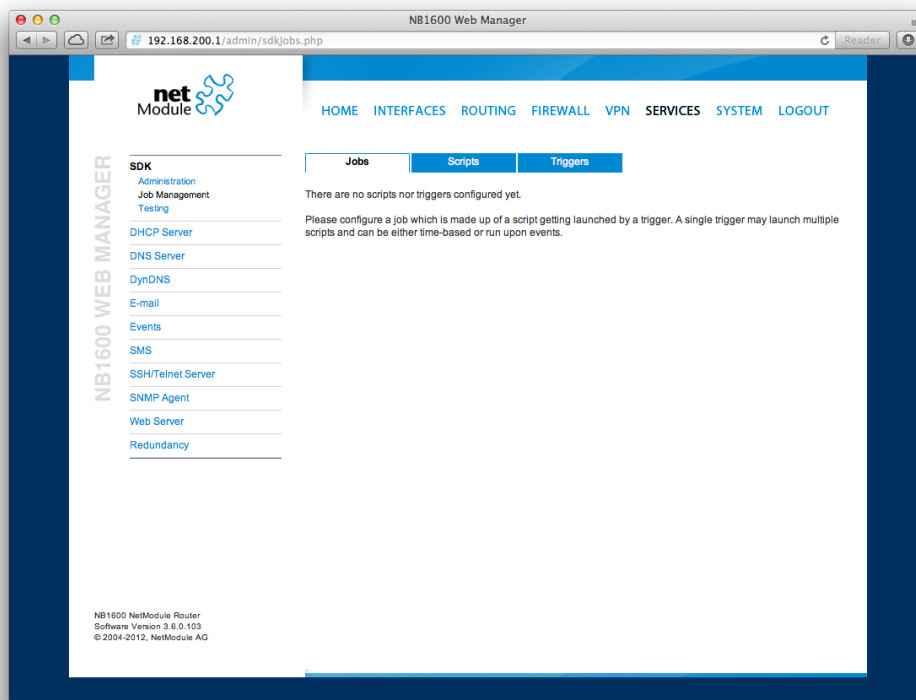 NB1600 Web Manager
192.168.200.1/admin/sdkJobs.php
Reader
net
Module
HOME INTERFACES ROUTING FIREWALL VPN SERVICES SYSTEM LOGOUT
NB1600 WEB MANAGER
SDK
Administration
Job Management
Testing
DHCP Server
DNS Server
DynDNS
E-mail
Events
SMS
SSH/Telnet Server
SNMP Agent
Web Server
Redundancy
Jobs Scripts Triggers
There are no scripts nor triggers configured yet.
Please configure a job which is made up of a script getting launched by a trigger. A single trigger may launch multiple
scripts and can be either time-based or run upon events.
NB1600 NetModule Router
Software Version 3.6.0.103
© 2004-2012, NetModule AG